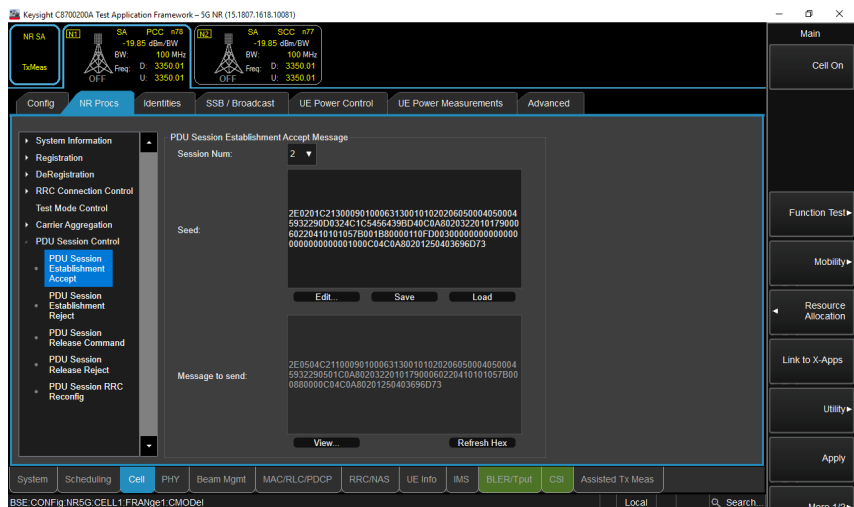 Keysight C8700200A Test Application Framework – 5G NR (15.1807.1618.10081)
NR SA
TxMeas
N1 SA PCC n78
-19.85 dBm/BW
BW: 100 MHz
Freq: D: 3350.01
OFF U: 3350.01
N2 SA SCC n77
-19.85 dBm/BW
BW: 100 MHz
Freq: D: 3350.01
OFF U: 3350.01
Main
Cell On
Config NR Procs Identities SSB / Broadcast UE Power Control UE Power Measurements Advanced
System Information
Registration
DeRegistration
RRC Connection Control
Test Mode Control
Carrier Aggregation
PDU Session Control
PDU Session
Establishment
Accept
PDU Session
Establishment
Reject
PDU Session
Release Command
PDU Session
Release Reject
PDU Session RRC
Reconfig
PDU Session Establishment Accept Message
Session Num: 2
Seed:
2E0201C213000901000631300101020206050004050004
5932290D0324C1C5456439BD40C0A8020322010179000
60220410101057B001B80000110FD0030000000000000
0000000000001000C04C0A80201250403696D73
Edit... Save Load
Message to send:
2E0504C211000901000631300101020206050004050004
5932290501C0A802032201017900060220410101057B00
0880000C04C0A80201250403696D73
View... Refresh Hex
Function Test
Mobility
Resource
Allocation
Link to X-Apps
Utility
Apply
More 1/2
System Scheduling Cell PHY Beam Mgmt MAC/RLC/PDCP RRC/NAS UE Info IMS BLER/Tput CSI Assisted Tx Meas
BSE:CONFig:NR5G:CELL1:FRANge1:CMODel
Local
Search...